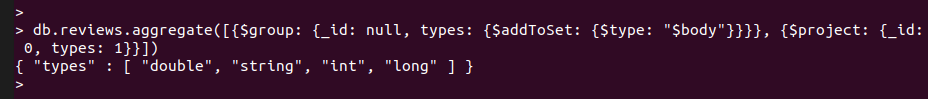 >
> db.reviews.aggregate([{$group: {_id: null, types: {$addToSet: {$type: "$body"}}}}, {$project: {_id:
 0, types: 1}}])
{ "types" : [ "double", "string", "int", "long" ] }
>